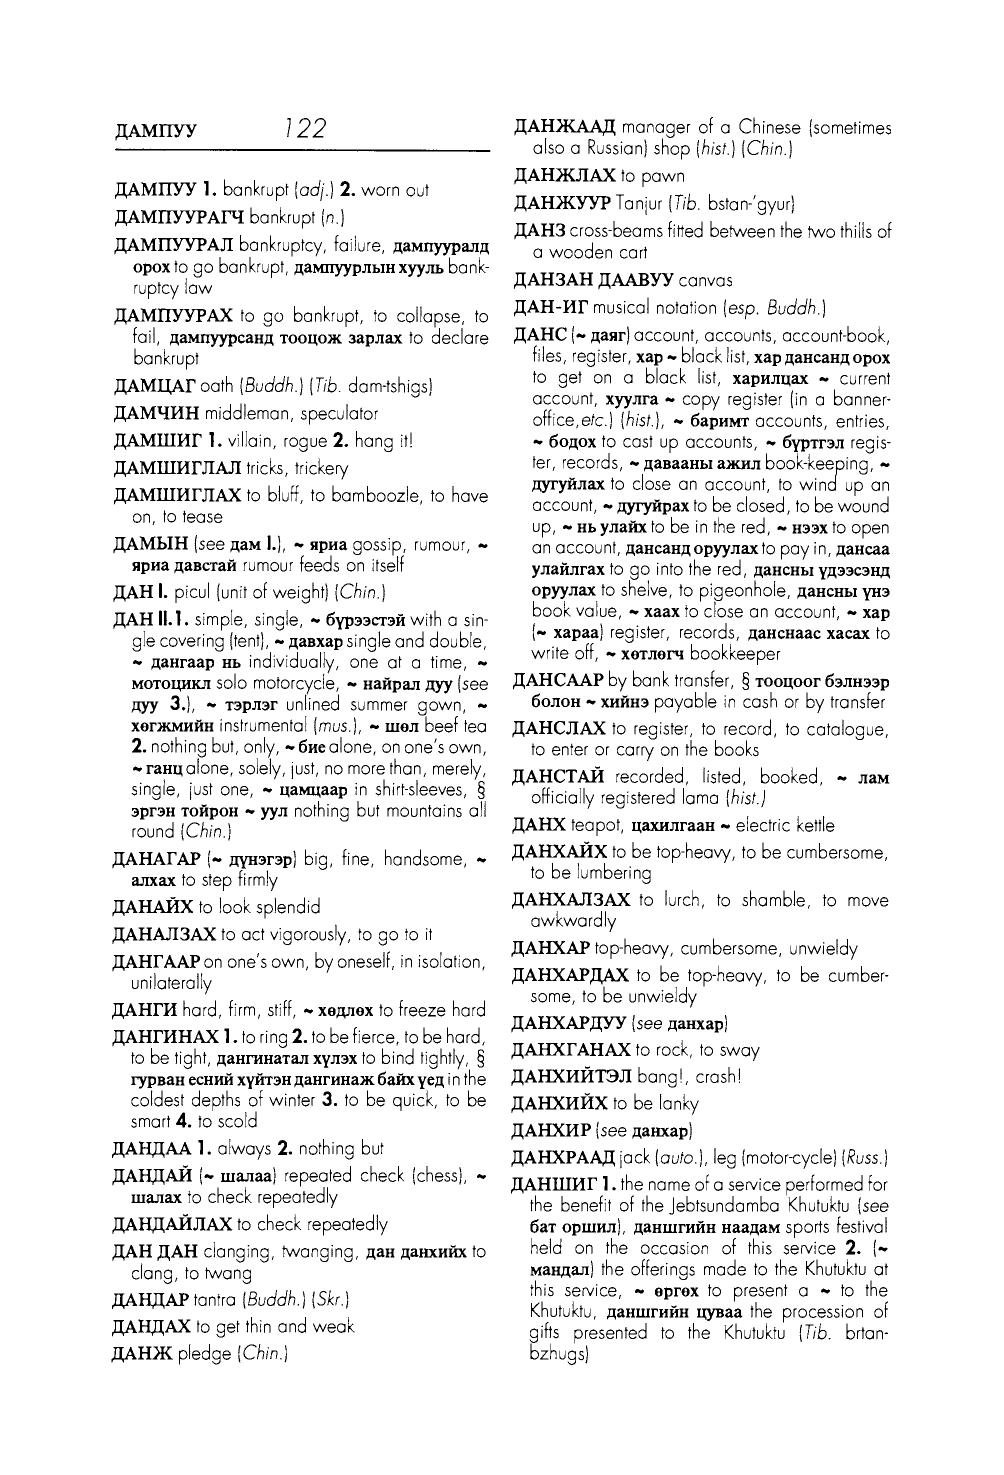 ДАМПУУ 122
ДАМПУУ 1. bankrupt (adj.) 2. worn out
ДАМПУУРАГЧ bankrupt (n.)
ДАМПУУРАЛ bankruptcy, failure, дампууралд
орох to go bankrupt, дампуурлын хууль bank-
ruptcy law
ДАМПУУРАХ to go bankrupt, to collapse, to
fail, дампуурсанд тооцож зарлах to declare
bankrupt
ДАМЦАГ oath (Buddh.) (Tib. dam-tshigs)
ДАМЧИН middleman, speculator
ДАМШИГ 1. villain, rogue 2. hang it!
ДАМШИГЛАЛ tricks, trickery
ДАМШИГЛАХ to bluff, to bamboozle, to have
on, to tease
ДАМЫН (see дам I.), ~ яриа gossip, rumour, ~
яриа давстай rumour feeds on itself
ДАН I. picul (unit of weight) (Chin.)
ДАН II.1. simple, single, ~ бүрээстэй with a sin-
gle covering (tent), ~ давхар single and double,
~ дангаар нь individually, one at a time, ~
мотоцикл solo motorcycle, ~ найрал дуу (see
дуу 3.), ~ тэрлэг unlined summer gown, ~
хөгжмийн instrumental (mus.), ~ шөл beef tea
2. nothing but, only, ~ бие alone, on one's own,
~ ганц alone, solely, just, no more than, merely,
single, just one, ~ цамцаар in shirt-sleeves, §
эргэн тойрон ~ уул nothing but mountains all
round (Chin.)
ДАНАГАР (~ дүнэгэр) big, fine, handsome, ~
алхах to step firmly
ДАНАЙХ to look splendid
ДАНАЛЗАХ to act vigorously, to go to it
ДАНГААР on one's own, by oneself, in isolation,
unilaterally
ДАНГИ hard, firm, stiff, ~ хөдлөх to freeze hard
ДАНГИНАХ 1. to ring 2. to be fierce, to be hard,
to be tight, дангинатал хүлэх to bind tightly, §
гурван есний хүйтэн дангинаж байх үед in the
coldest depths of winter 3. to be quick, to be
smart 4. to scold
ДАНДАА 1. always 2. nothing but
ДАНДАЙ (~ шалаа) repeated check (chess), ~
шалах to check repeatedly
ДАНДАЙЛАХ to check repeatedly
ДАН ДАН clanging, twanging, дан данхийх to
clang, to twang
ДАНДАР tantra (Buddh.) (Skr.)
ДАНДАХ to get thin and weak
ДАНЖ pledge (Chin.)
ДАНЖААД manager of a Chinese (sometimes
also a Russian) shop (hist.) (Chin.)
ДАНЖЛАХ to pawn
ДАНЖУУР Tanjur (Tib. bstan-'gyur)
ДАНЗ cross-beams fitted between the two thills of
a wooden cart
ДАНЗАН ДААВУУ canvas
ДАН-ИГ musical notation (esp. Buddh.)
ДАНС (~ даяг) account, accounts, account-book,
files, register, хар ~ black list, хар дансанд орох
to get on a black list, харилцах ~ current
account, хуулга ~ copy register (in a banner-
office,etc.) (hist.), ~ баримт accounts, entries,
~ бодох to cast up accounts, ~ бүртгэл regis-
ter, records, ~ давааны ажил book-keeping, ~
дугуйлах to close an account, to wind up an
account, ~ дугуйрах to be closed, to be wound
up, ~ нь улайх to be in the red, ~ нээх to open
an account, дансанд оруулах to pay in, дансаа
улайлгах to go into the red, дансны үдээсэнд
оруулах to shelve, to pigeonhole, дансны үнэ
book value, ~ хаах to close an account, ~ хар
(~ хараа) register, records, данснаас хасах to
write off, ~ хөтлөгч bookkeeper
ДАНСААР by bank transfer, § тооцоог бэлнээр
болон ~ хийнэ payable in cash or by transfer
ДАНСЛАХ to register, to record, to catalogue,
to enter or carry on the books
ДАНСТАЙ recorded, listed, booked, ~ лам
officially registered lama (hist.)
ДАНХ teapot, цахилгаан ~ electric kettle
ДАНХАЙХ to be top-heavy, to be cumbersome,
to be lumbering
ДАНХАЛЗАХ to lurch, to shamble, to move
awkwardly
ДАНХАР top-heavy, cumbersome, unwieldy
ДАНХАРДАХ to be top-heavy, to be cumber-
some, to be unwieldy
ДАНХАРДУУ (see данхар)
ДАНХГАНАХ to rock, to sway
ДАНХИЙТЭЛ bang!, crash!
ДАНХИЙХ to be lanky
ДАНХИР (see данхар)
ДАНХРААД jack (auto.), leg (motor-cycle) (Russ.)
ДАНШИГ 1. the name of a service performed for
the benefit of the Jebtsundamba Khutuktu (see
бат оршил), даншгийн наадам sports festival
held on the occasion of this service 2. (~
мандал) the offerings made to the Khutuktu at
this service, ~ өргөх to present a ~ to the
Khutuktu, даншгийн цуваа the procession of
gifts presented to the Khutuktu (Tib. brtan-
bzhugs)